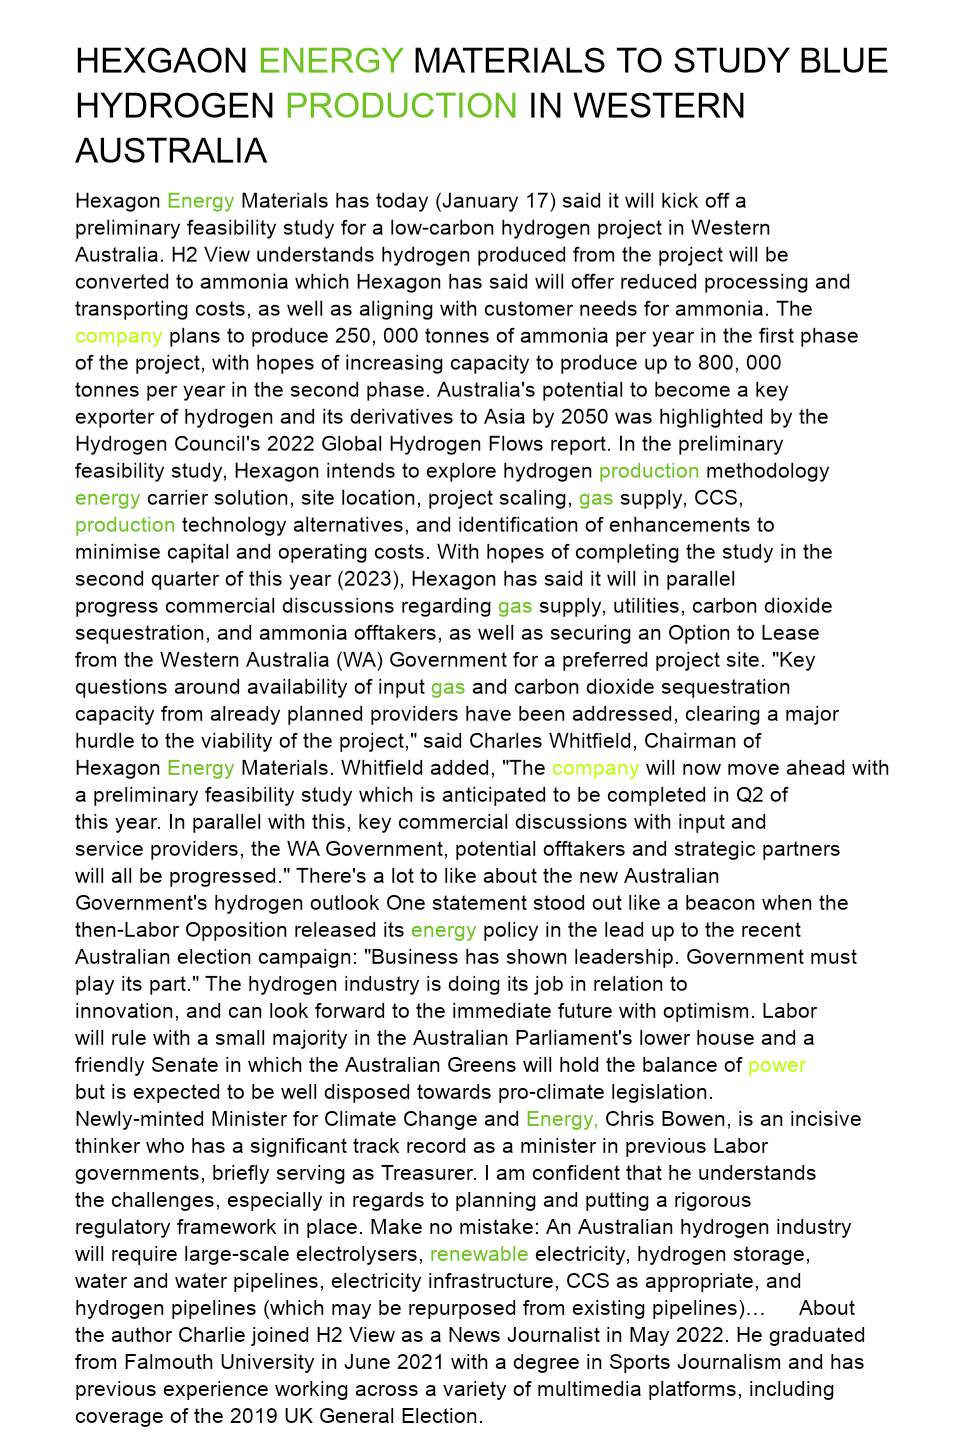 HEXGAON ENERGY MATERIALS TO STUDY BLUE
HYDROGEN PRODUCTION IN WESTERN
AUSTRALIA
Hexagon Energy Materials has today (January 17) said it will kick off a
preliminary feasibility study for a low-carbon hydrogen project in Western
Australia. H2 View understands hydrogen produced from the project will be
converted to ammonia which Hexagon has said will offer reduced processing and
transporting costs, as well as aligning with customer needs for ammonia. The
company plans to produce 250, 000 tonnes of ammonia per year in the first phase
of the project, with hopes of increasing capacity to produce up to 800, 000
tonnes per year in the second phase. Australia's potential to become a key
exporter of hydrogen and its derivatives to Asia by 2050 was highlighted by the
Hydrogen Council's 2022 Global Hydrogen Flows report. In the preliminary
feasibility study, Hexagon intends to explore hydrogen production methodology
energy carrier solution, site location, project scaling, gas supply, CCS,
production technology alternatives, and identification of enhancements to
minimise capital and operating costs. With hopes of completing the study in the
second quarter of this year (2023), Hexagon has said it will in parallel
progress commercial discussions regarding gas supply, utilities, carbon dioxide
sequestration, and ammonia offtakers, as well as securing an Option to Lease
from the Western Australia (WA) Government for a preferred project site. "Key
questions around availability of input gas and carbon dioxide sequestration
capacity from already planned providers have been addressed, clearing a major
hurdle to the viability of the project," said Charles Whitfield, Chairman of
Hexagon Energy Materials. Whitfield added, "The company will now move ahead with
a preliminary feasibility study which is anticipated to be completed in Q2 of
this year. In parallel with this, key commercial discussions with input and
service providers, the WA Government, potential offtakers and strategic partners
will all be progressed." There's a lot to like about the new Australian
Government's hydrogen outlook One statement stood out like a beacon when the
then-Labor Opposition released its energy policy in the lead up to the recent
Australian election campaign: "Business has shown leadership. Government must
play its part." The hydrogen industry is doing its job in relation to
innovation, and can look forward to the immediate future with optimism. Labor
will rule with a small majority in the Australian Parliament's lower house and a
friendly Senate in which the Australian Greens will hold the balance of power
but is expected to be well disposed towards pro-climate legislation.
Newly-minted Minister for Climate Change and Energy, Chris Bowen, is an incisive
thinker who has a significant track record as a minister in previous Labor
governments, briefly serving as Treasurer. I am confident that he understands
the challenges, especially in regards to planning and putting a rigorous
regulatory framework in place. Make no mistake: An Australian hydrogen industry
will require large-scale electrolysers, renewable electricity, hydrogen storage,
water and water pipelines, electricity infrastructure, CCS as appropriate, and
hydrogen pipelines (which may be repurposed from existing pipelines)… About
the author Charlie joined H2 View as a News Journalist in May 2022. He graduated
from Falmouth University in June 2021 with a degree in Sports Journalism and has
previous experience working across a variety of multimedia platforms, including
coverage of the 2019 UK General Election.